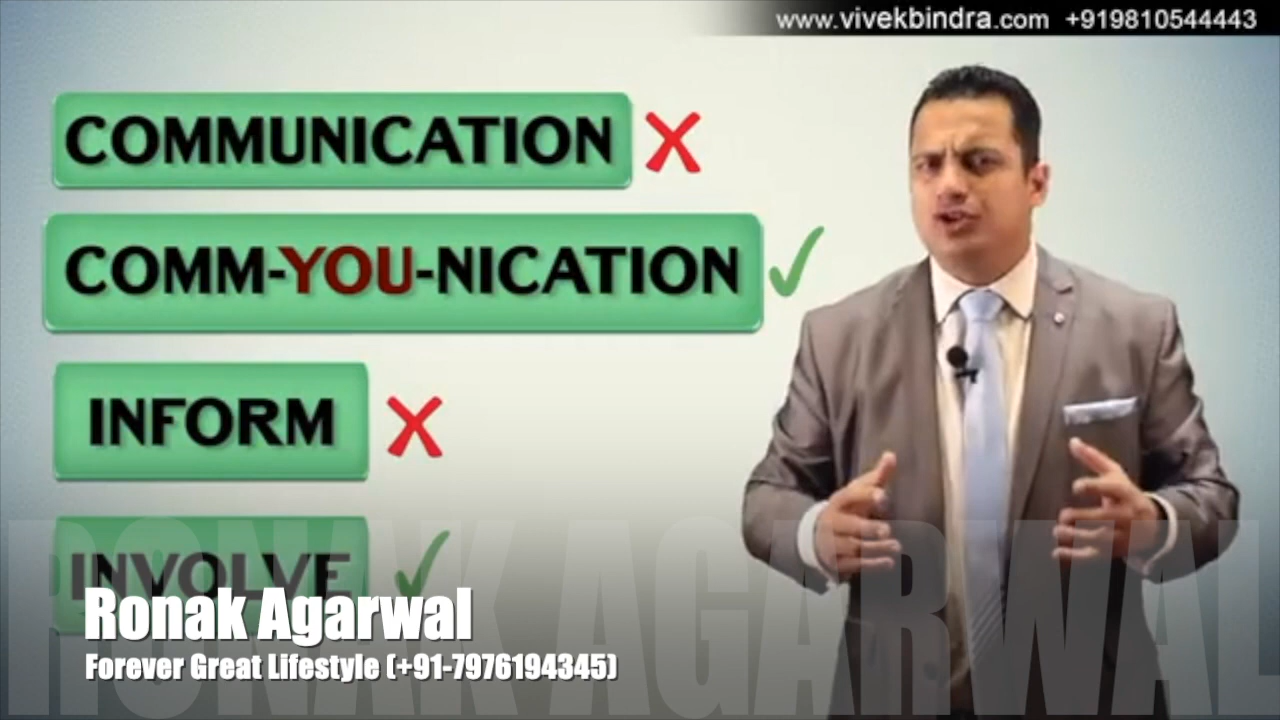 www.vivekbindra.com +919810544443
COMMUNICATION
COMM-YOU-NICATION
INFORM
INVOLVE
Ronak Agarwal
Forever Great Lifestyle (+91-7976194345)
RONAK AGARWAL